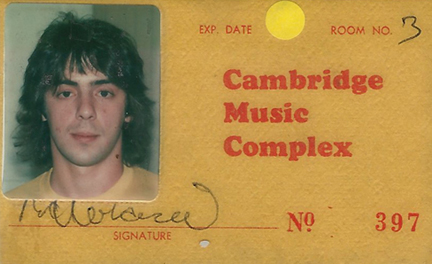 EXP. DATE ROOM NO. 3
Cambridge
Music
Complex
SIGNATURE
No 397